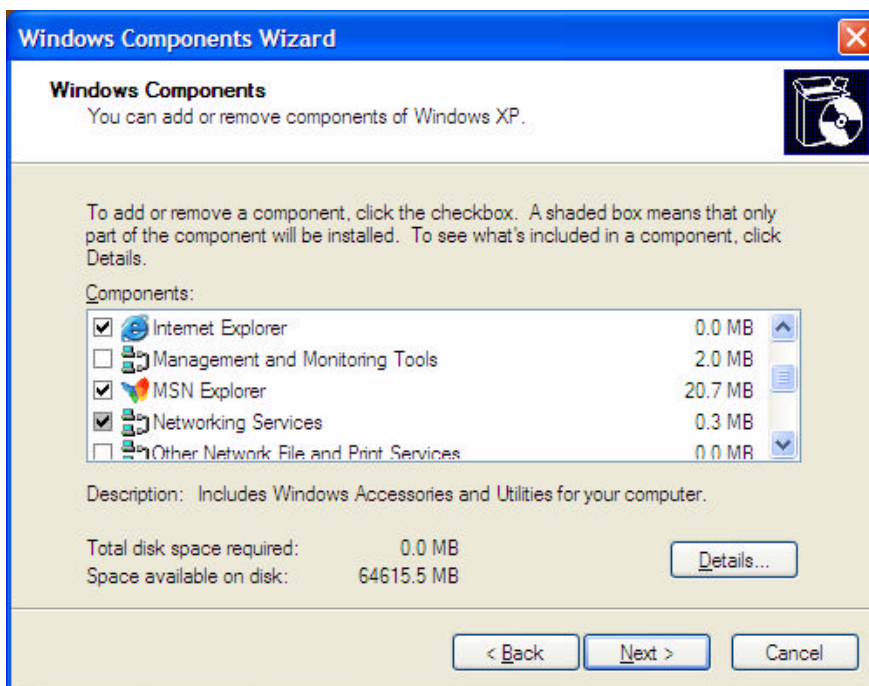 Windows Components Wizard
Windows Components
You can add or remove components of Windows XP.
To add or remove a component, click the checkbox. A shaded box means that only
part of the component will be installed. To see what's included in a component, click
Details.
Components:
Internet Explorer 0.0 MB
Management and Monitoring Tools 2.0 MB
MSN Explorer 20.7 MB
Networking Services 0.3 MB
Other Network File and Print Services 0.0 MB
Description: Includes Windows Accessories and Utilities for your computer.
Total disk space required: 0.0 MB
Space available on disk: 64615.5 MB
Details...
< Back Next > Cancel